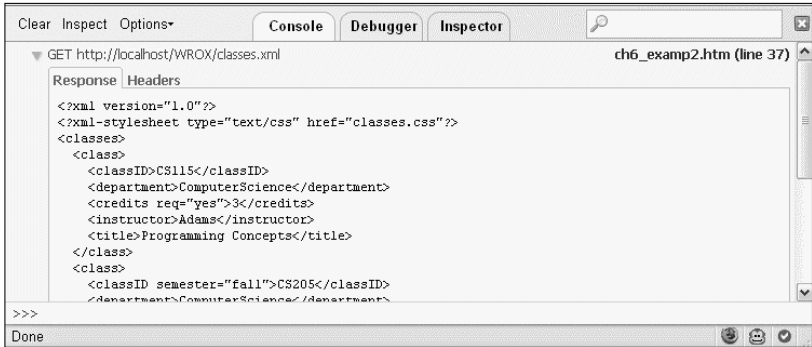 Clear Inspect Options▾ Console Debugger Inspector
GET http://localhost/WROX/classes.xml ch6_examp2.htm (line 37)
Response Headers
<?xml version="1.0"?>
<?xml-stylesheet type="text/css" href="classes.css"?>
<classes>
<class>
<classID>CS115</classID>
<department>ComputerScience</department>
<credits req="yes">3</credits>
<instructor>Adams</instructor>
<title>Programming Concepts</title>
</class>
<class>
<classID semester="fall">CS205</classID>
<department>ComputerScience</department>
>>>
Done